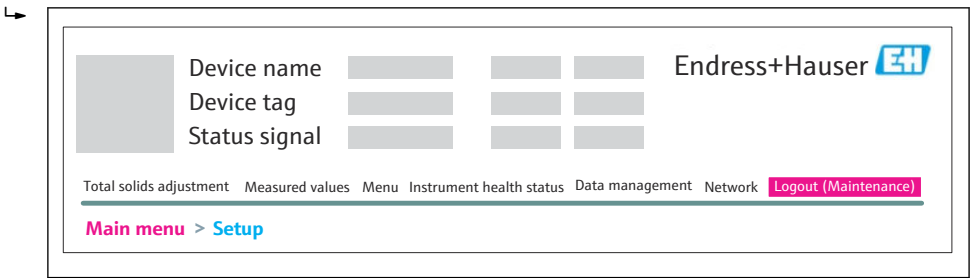 Device name
Endress+Hauser EH
Device tag
Status signal
Total solids adjustment Measured values Menu Instrument health status Data management Network Logout (Maintenance)
Main menu > Setup